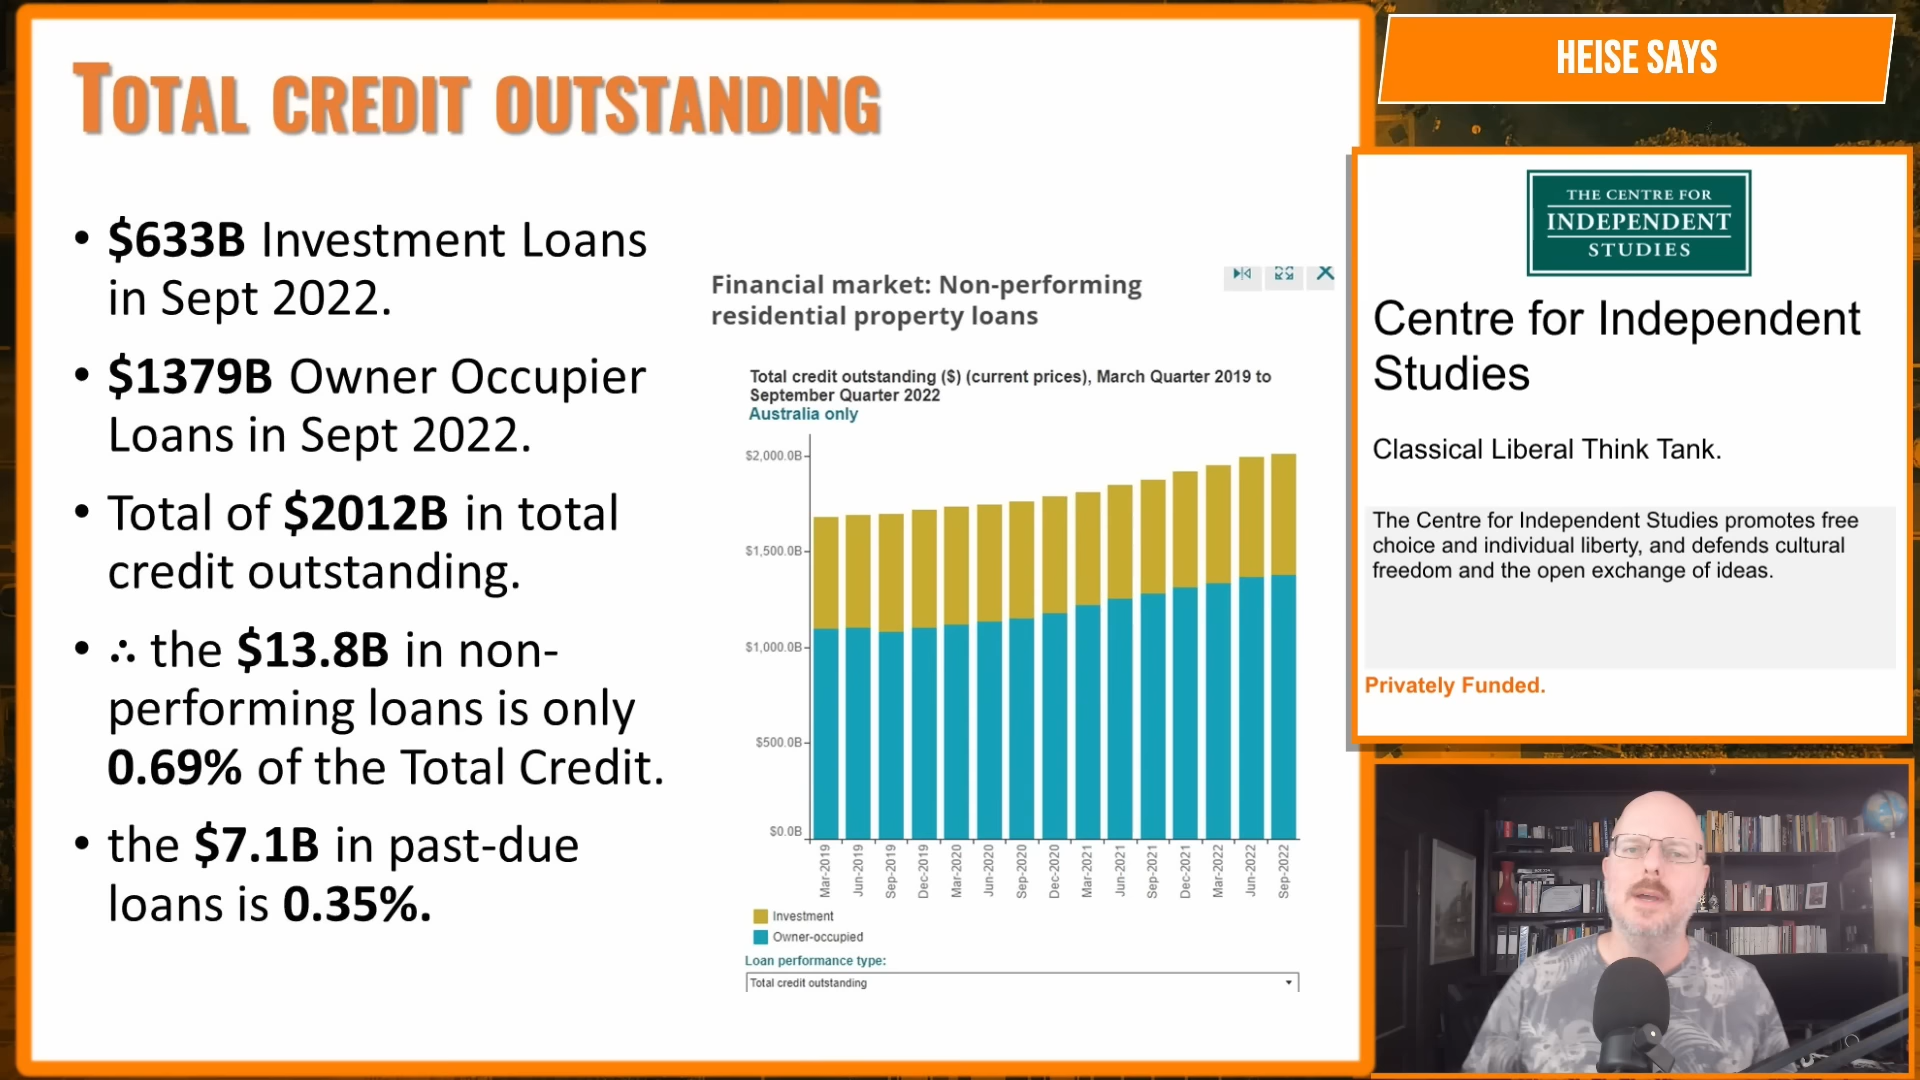 TOTAL CREDIT OUTSTANDING
• $633B Investment Loans
in Sept 2022.
• $1379B Owner Occupier
Loans in Sept 2022.
• Total of $2012B in total
credit outstanding.
• ∴ the $13.8B in non-
performing loans is only
0.69% of the Total Credit.
• the $7.1B in past-due
loans is 0.35%.
Financial market: Non-performing
residential property loans
Total credit outstanding ($) (current prices), March Quarter 2019 to
September Quarter 2022
Australia only
$2,000.0B
$1,500.0B
$1,000.0B
$500.0B
$0.0B
Mar-2019
Jun-2019
Sep-2019
Dec-2019
Mar-2020
Jun-2020
Sep-2020
Dec-2020
Mar-2021
Jun-2021
Sep-2021
Dec-2021
Mar-2022
Jun-2022
Sep-2022
Investment
Owner-occupied
Loan performance type:
Total credit outstanding
HEISE SAYS
THE CENTRE FOR
INDEPENDENT
STUDIES
Centre for Independent
Studies
Classical Liberal Think Tank.
The Centre for Independent Studies promotes free
choice and individual liberty, and defends cultural
freedom and the open exchange of ideas.
Privately Funded.